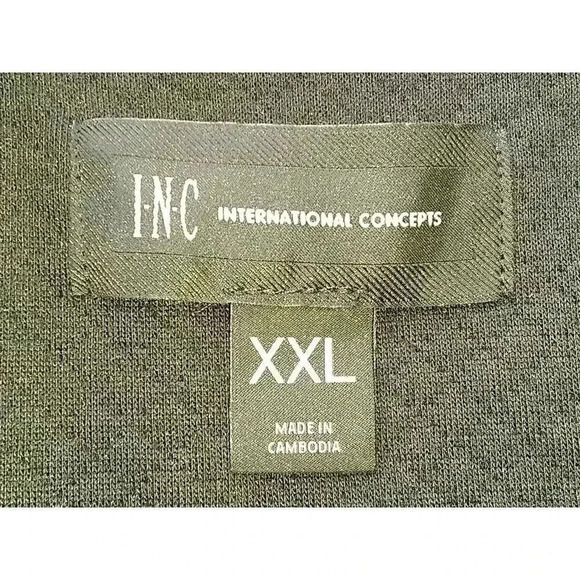 I-N-C INTERNATIONAL CONCEPTS
XXL
MADE IN
CAMBODIA